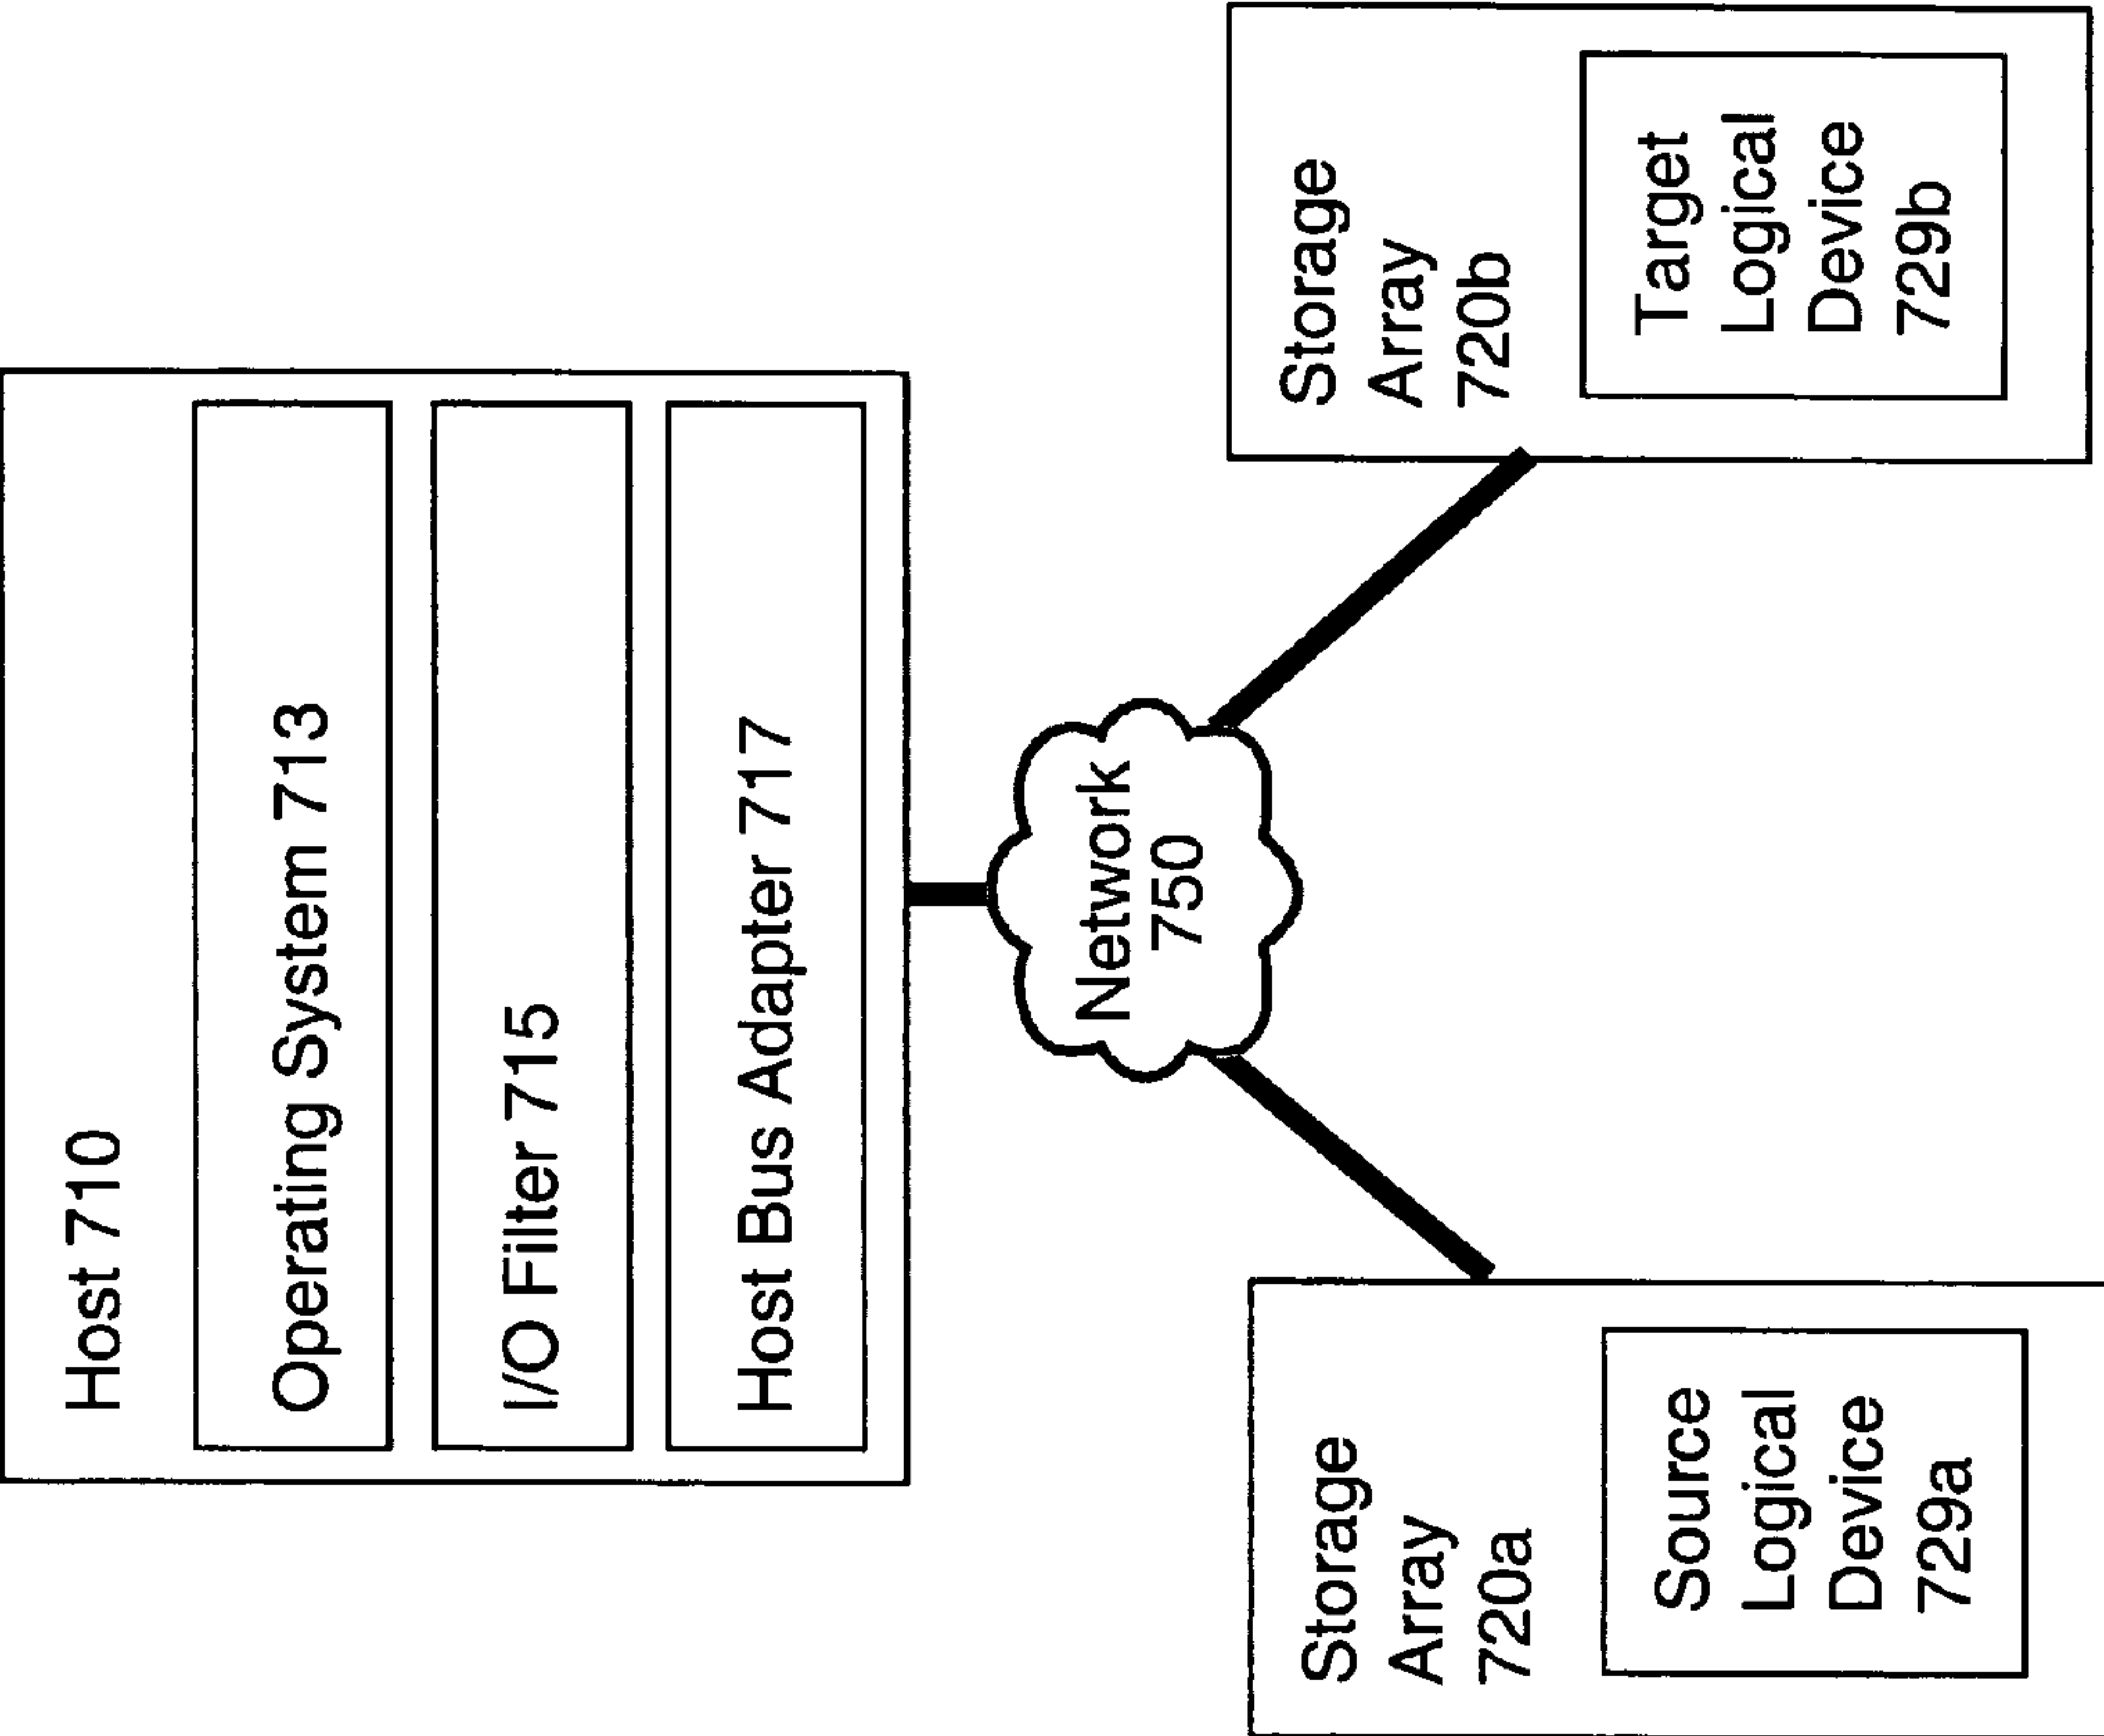 Host 710
Operating System 713
I/O Filter 715
Host Bus Adapter 717
Network
750
Storage
Array
720a
Source
Logical
Device
729a
Storage
Array
720b
Target
Logical
Device
729b